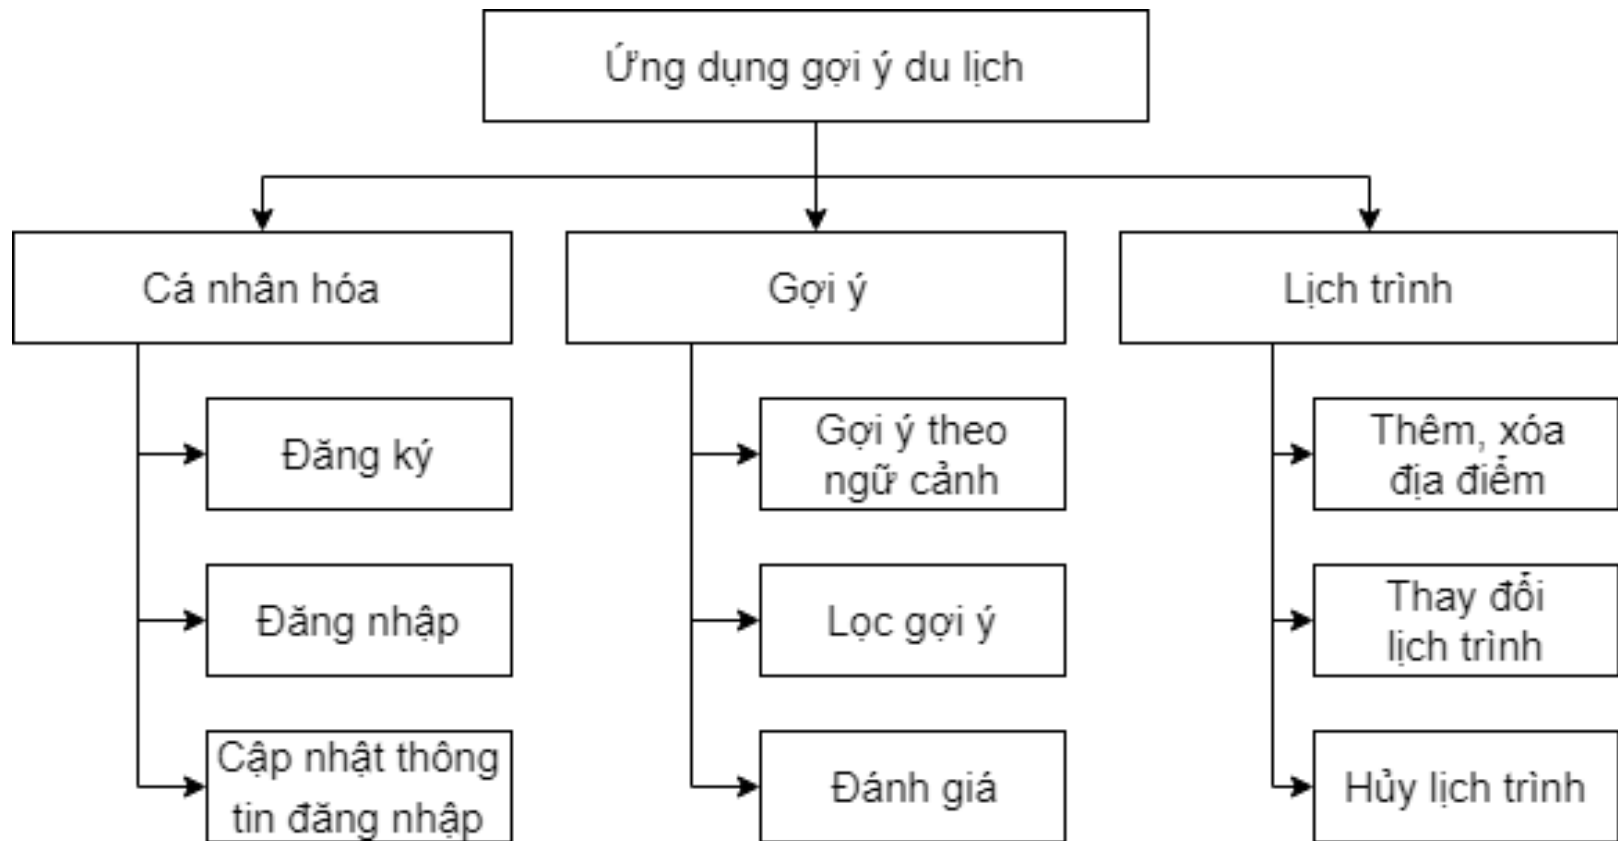 Ứng dụng gợi ý du lịch
Cá nhân hóa
Gợi ý
Lịch trình
Đăng ký
Gợi ý theo
ngữ cảnh
Thêm, xóa
địa điểm
Đăng nhập
Lọc gợi ý
Thay đổi
lịch trình
Cập nhật thông
tin đăng nhập
Đánh giá
Hủy lịch trình